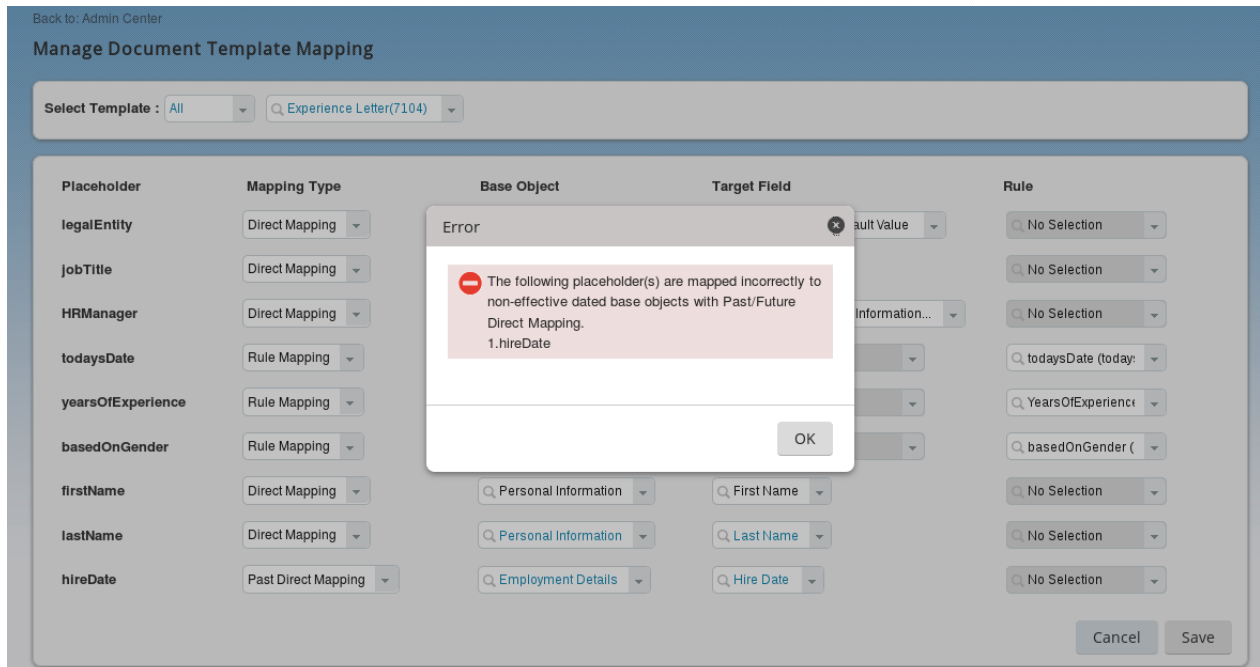 Back to: Admin Center
Manage Document Template Mapping
Select Template : All Experience Letter(7104)
Placeholder Mapping Type Base Object Target Field Rule
legalEntity Direct Mapping ault Value No Selection
jobTitle Direct Mapping No Selection
HRManager Direct Mapping Information... No Selection
todaysDate Rule Mapping todaysDate (today
yearsOfExperience Rule Mapping YearsOfExperience
basedOnGender Rule Mapping basedOnGender (
firstName Direct Mapping Personal Information First Name No Selection
lastName Direct Mapping Personal Information Last Name No Selection
hireDate Past Direct Mapping Employment Details Hire Date No Selection
Cancel Save
Error
The following placeholder(s) are mapped incorrectly to
non-effective dated base objects with Past/Future
Direct Mapping.
1.hireDate
OK